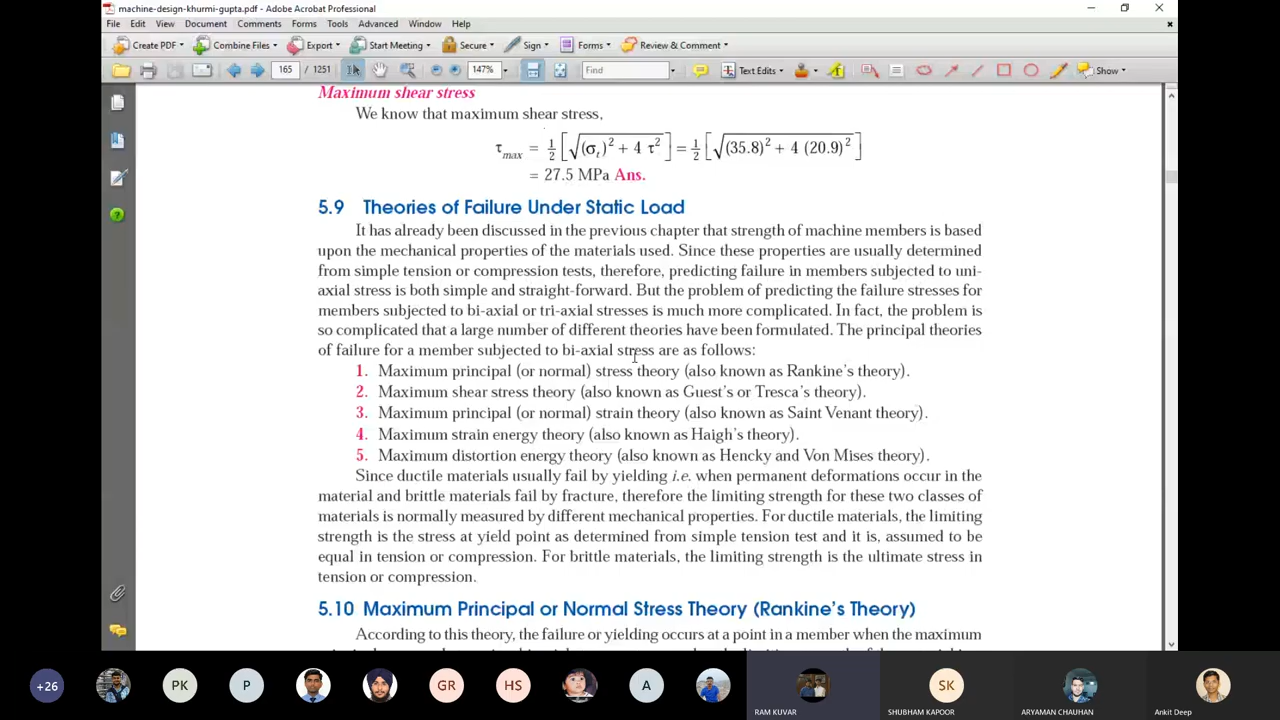 machine-design-khurmi-gupta.pdf - Adobe Acrobat Professional
File Edit View Document Comments Forms Tools Advanced Window Help
Create PDF Combine Files Export Start Meeting Secure Sign Forms Review & Comment
165 / 1251 147% Find Text Edits Show
Maximum shear stress
We know that maximum shear stress,
τmax = 1/2 [√(σt)² + 4 τ²] = 1/2 [√(35.8)² + 4 (20.9)²]
= 27.5 MPa Ans.
5.9 Theories of Failure Under Static Load
It has already been discussed in the previous chapter that strength of machine members is based
upon the mechanical properties of the materials used. Since these properties are usually determined
from simple tension or compression tests, therefore, predicting failure in members subjected to uni-
axial stress is both simple and straight-forward. But the problem of predicting the failure stresses for
members subjected to bi-axial or tri-axial stresses is much more complicated. In fact, the problem is
so complicated that a large number of different theories have been formulated. The principal theories
of failure for a member subjected to bi-axial stress are as follows:
1. Maximum principal (or normal) stress theory (also known as Rankine's theory).
2. Maximum shear stress theory (also known as Guest's or Tresca's theory).
3. Maximum principal (or normal) strain theory (also known as Saint Venant theory).
4. Maximum strain energy theory (also known as Haigh's theory).
5. Maximum distortion energy theory (also known as Hencky and Von Mises theory).
Since ductile materials usually fail by yielding i.e. when permanent deformations occur in the
material and brittle materials fail by fracture, therefore the limiting strength for these two classes of
materials is normally measured by different mechanical properties. For ductile materials, the limiting
strength is the stress at yield point as determined from simple tension test and it is, assumed to be
equal in tension or compression. For brittle materials, the limiting strength is the ultimate stress in
tension or compression.
5.10 Maximum Principal or Normal Stress Theory (Rankine's Theory)
According to this theory, the failure or yielding occurs at a point in a member when the maximum
+26 PK P GR HS A SK
RAM KUVAR SHUBHAM KAPOOR ARYAMAN CHAUHAN Ankit Deep